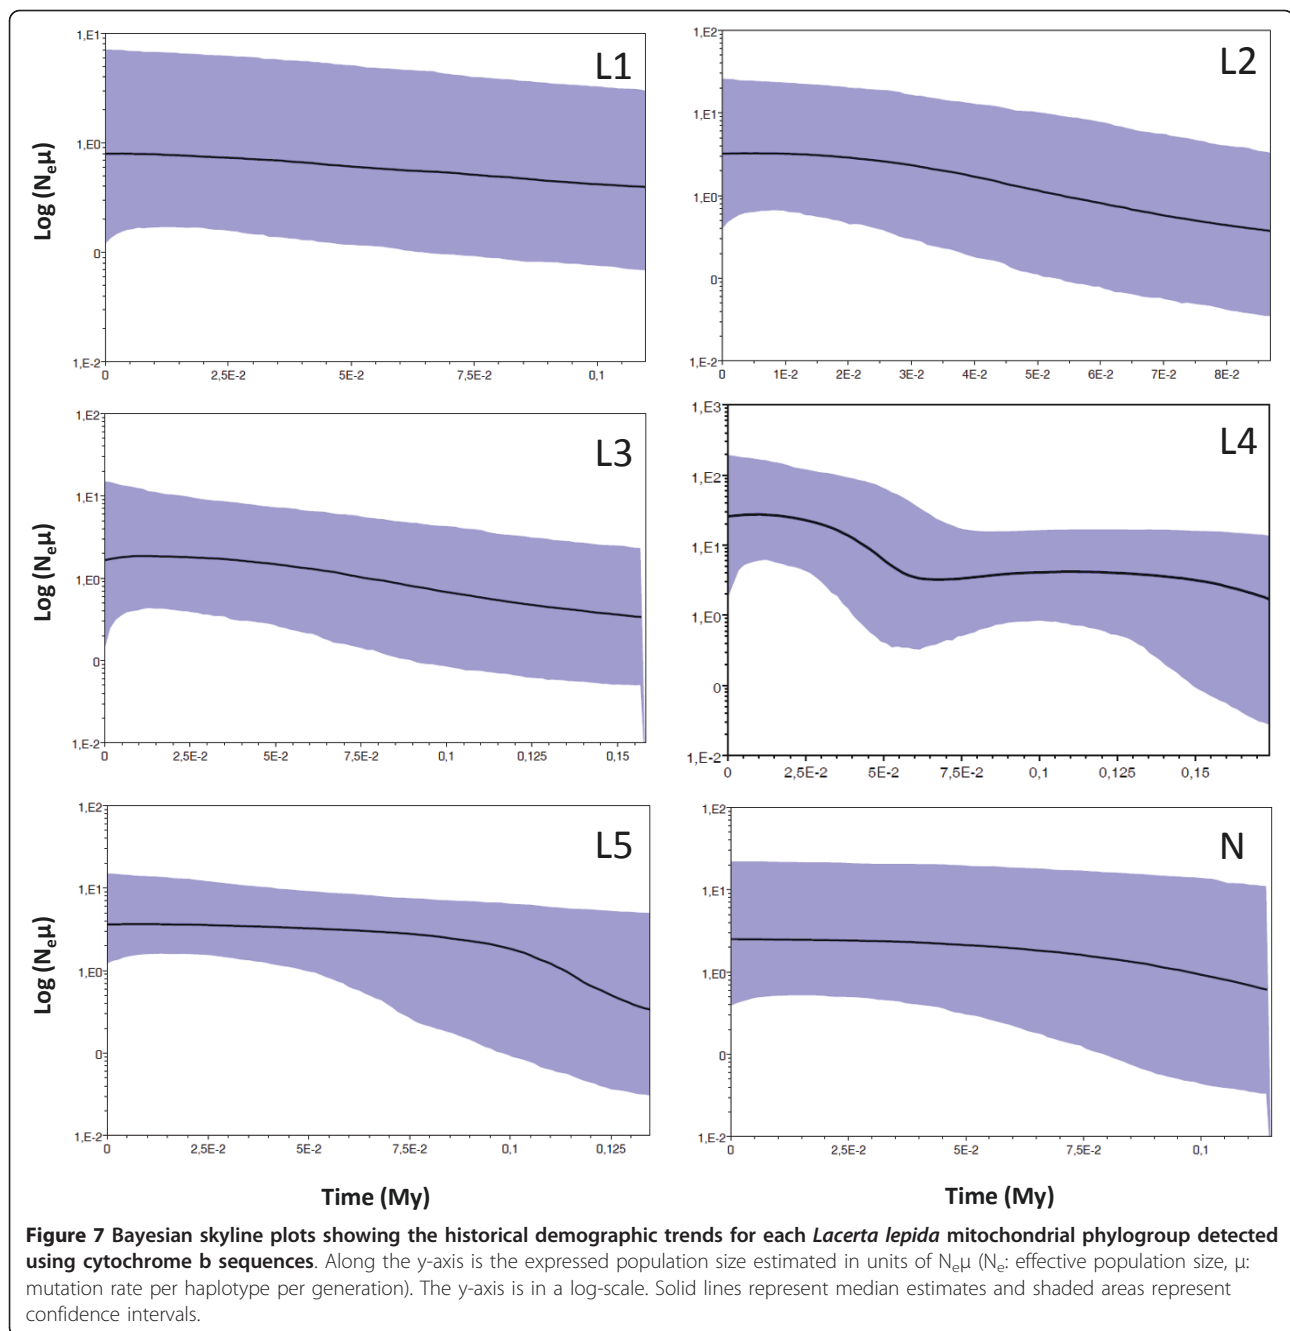 L1
1,E1
1,E0
0
1,E-2
0 2,5E-2 5E-2 7,5E-2 0,1
Log (Neμ)
L2
1,E2
1,E1
1,E0
0
1,E-2
0 1E-2 2E-2 3E-2 4E-2 5E-2 6E-2 7E-2 8E-2
L3
1,E2
1,E1
1,E0
0
1,E-2
0 2,5E-2 5E-2 7,5E-2 0,1 0,125 0,15
Log (Neμ)
L4
1,E3
1,E2
1,E1
1,E0
0
1,E-2
0 2,5E-2 5E-2 7,5E-2 0,1 0,125 0,15
L5
1,E2
1,E1
1,E0
0
1,E-2
0 2,5E-2 5E-2 7,5E-2 0,1 0,125
Log (Neμ)
Time (My)
N
1,E2
1,E1
1,E0
0
1,E-2
0 2,5E-2 5E-2 7,5E-2 0,1
Time (My)
Figure 7 Bayesian skyline plots showing the historical demographic trends for each Lacerta lepida mitochondrial phylogroup detected
using cytochrome b sequences. Along the y-axis is the expressed population size estimated in units of Neμ (Ne: effective population size, μ:
mutation rate per haplotype per generation). The y-axis is in a log-scale. Solid lines represent median estimates and shaded areas represent
confidence intervals.